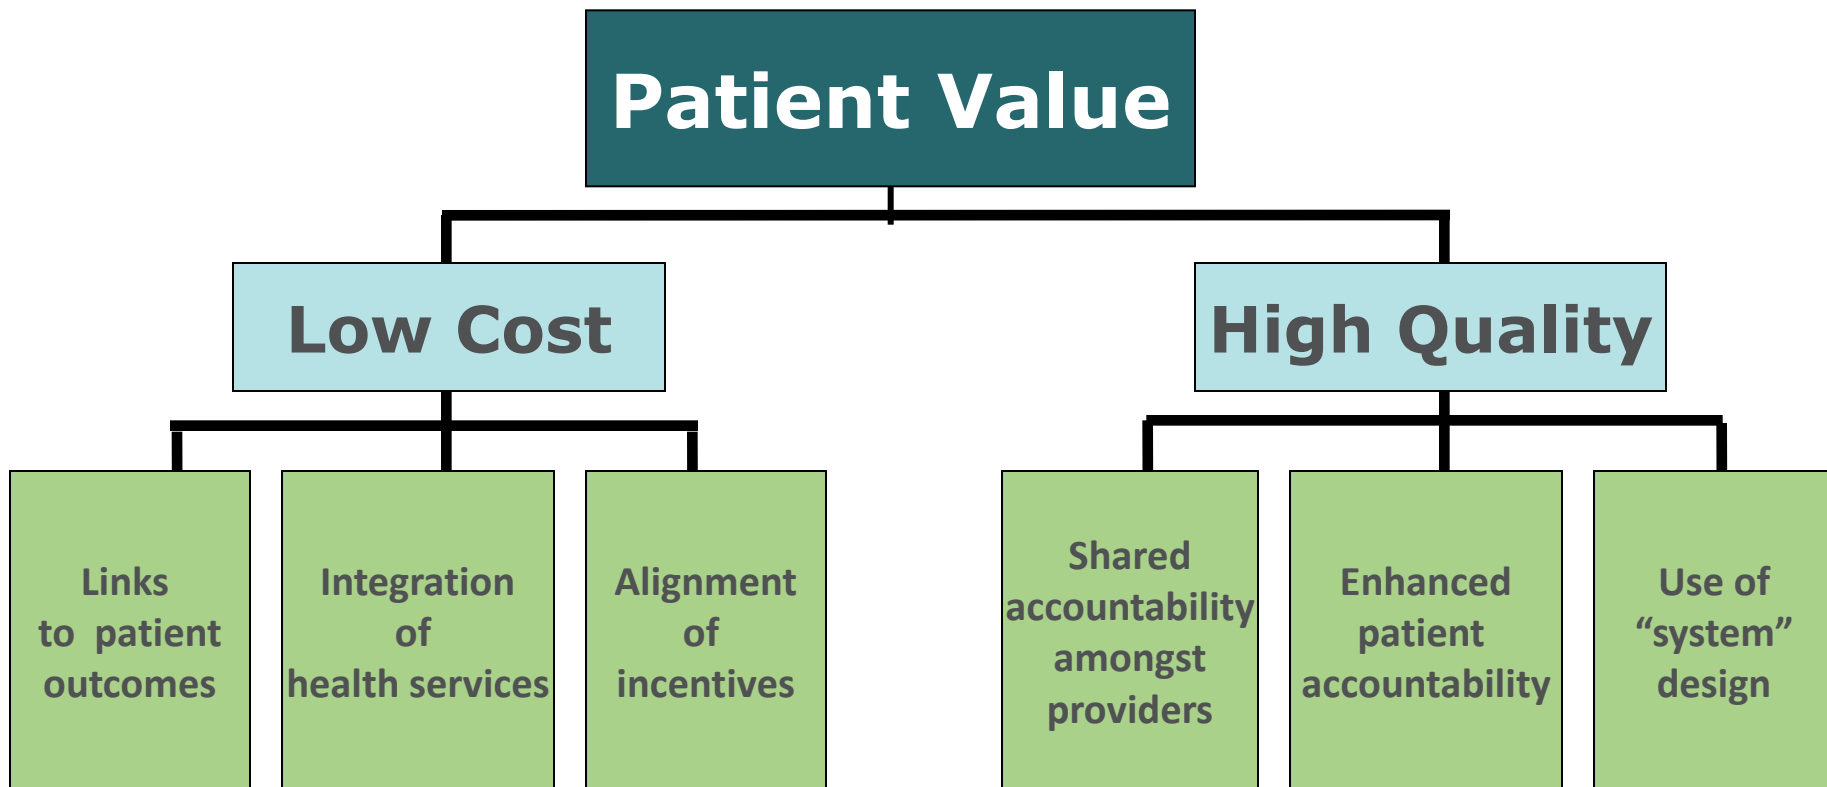 Patient Value
Low Cost
High Quality
Links
to patient
outcomes
Integration
of
health services
Alignment
of
incentives
Shared
accountability
amongst
providers
Enhanced
patient
accountability
Use of
“system”
design